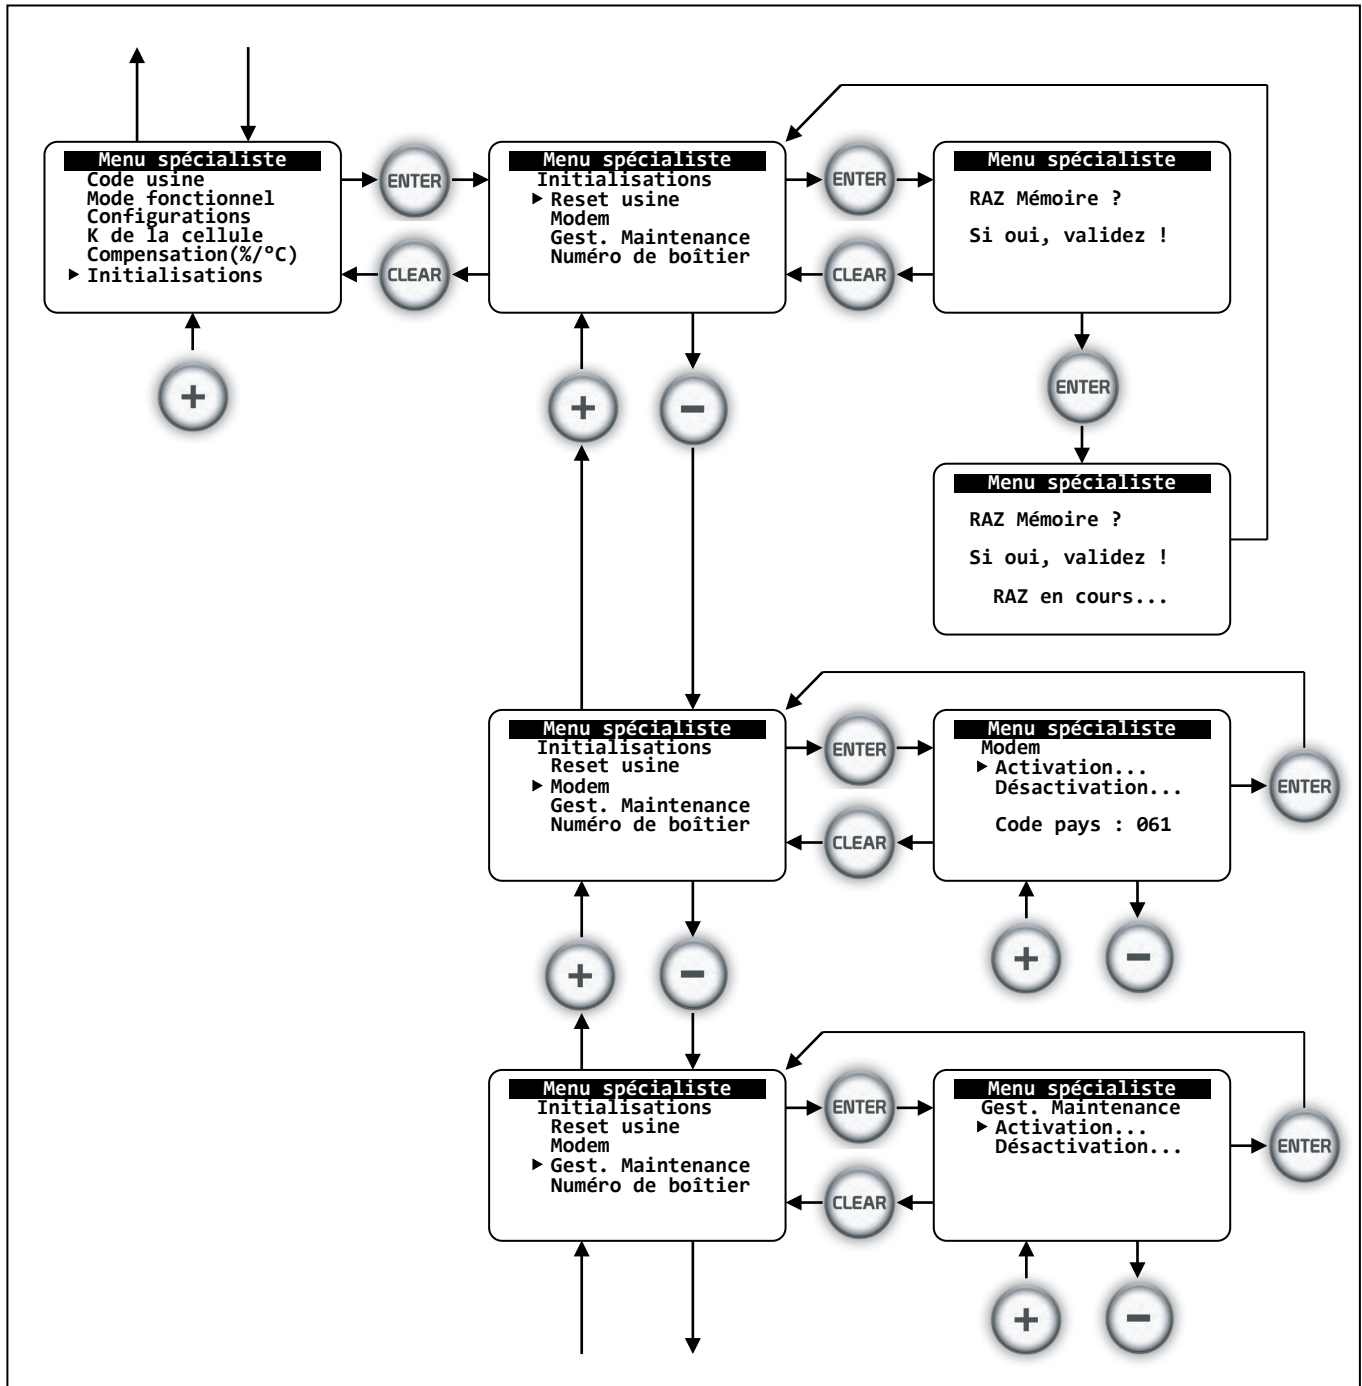 Menu spécialiste
Code usine
Mode fonctionnel
Configurations
K de la cellule
Compensation(%/°C)
Initialisations
ENTER
CLEAR
+
Menu spécialiste
Initialisations
Reset usine
Modem
Gest. Maintenance
Numéro de boîtier
ENTER
CLEAR
+
-
Menu spécialiste
RAZ Mémoire ?
Si oui, validez !
ENTER
Menu spécialiste
RAZ Mémoire ?
Si oui, validez !
RAZ en cours...
Menu spécialiste
Initialisations
Reset usine
Modem
Gest. Maintenance
Numéro de boîtier
ENTER
CLEAR
+
-
Menu spécialiste
Modem
Activation...
Désactivation...
Code pays : 061
ENTER
+
-
Menu spécialiste
Initialisations
Reset usine
Modem
Gest. Maintenance
Numéro de boîtier
ENTER
CLEAR
Menu spécialiste
Gest. Maintenance
Activation...
Désactivation...
ENTER
+
-